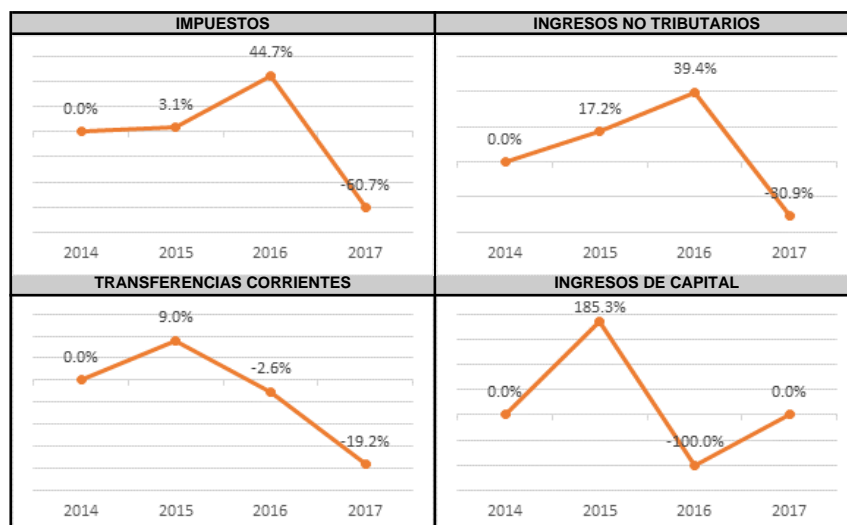 IMPUESTOS
44.7%
3.1%
0.0%
-60.7%
2014 2015 2016 2017
INGRESOS NO TRIBUTARIOS
39.4%
17.2%
0.0%
-30.9%
2014 2015 2016 2017
TRANSFERENCIAS CORRIENTES
9.0%
0.0%
-2.6%
-19.2%
2014 2015 2016 2017
INGRESOS DE CAPITAL
185.3%
0.0% 0.0%
-100.0%
2014 2015 2016 2017